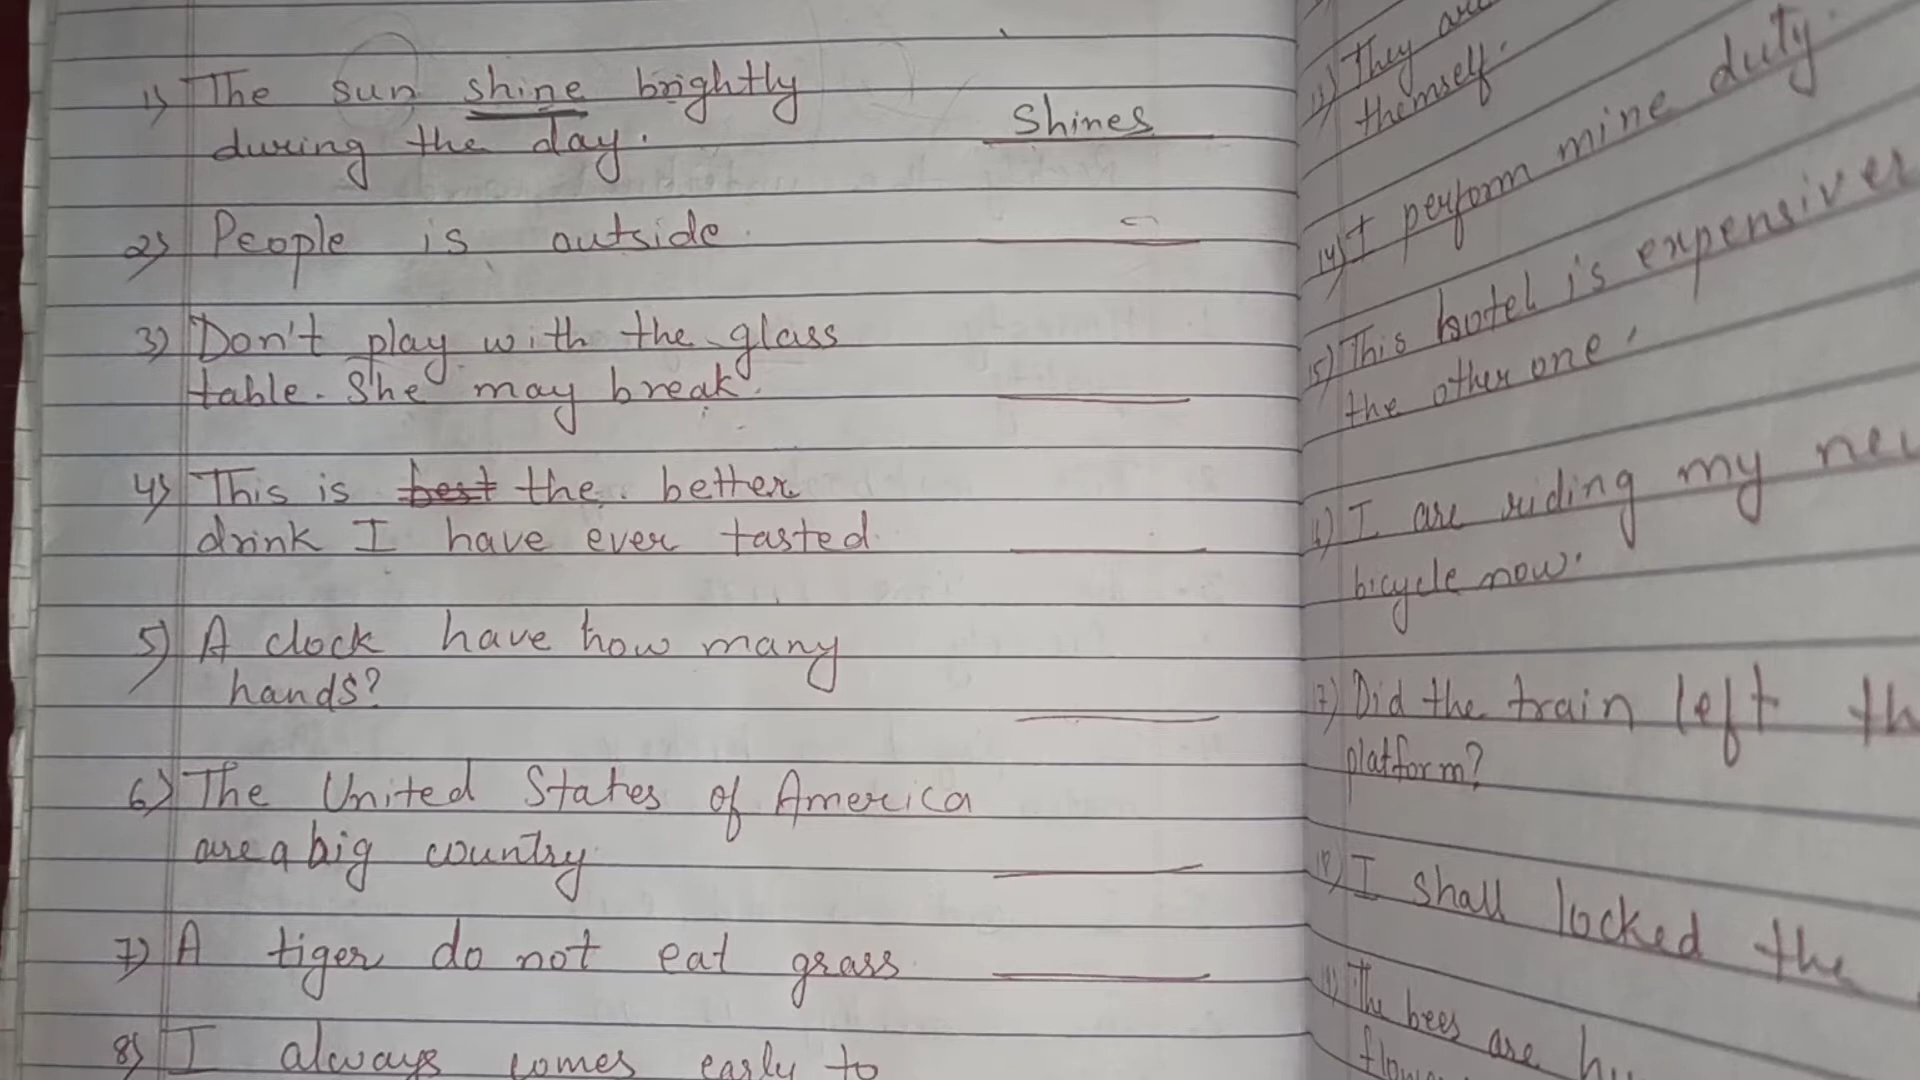 1) The sun shine brightly
during the day. Shines
2) People is outside.
3) Don't play with the glass
table. She may break.
4) This is best the better
drink I have ever tasted
5) A clock have how many
hands?
6) The United States of America
are a big country
7) A tiger do not eat grass
8) I always comes early to
13) They are
themself.
14) I perform mine duty.
15) This hotel is expensiver
the other one.
16) I are riding my new
bicycle now.
17) Did the train left th
platform?
18) I shall locked the
The bees are